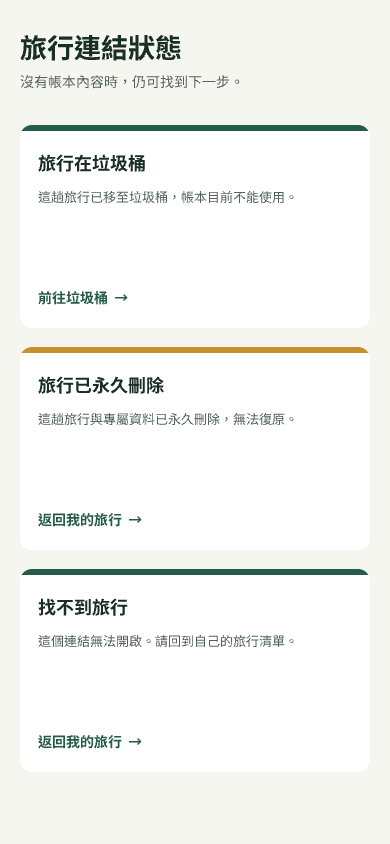 旅行連結狀態
沒有帳本內容時，仍可找到下一步。
旅行在垃圾桶
這趟旅行已移至垃圾桶，帳本目前不能使用。
前往垃圾桶 →
旅行已永久刪除
這趟旅行與專屬資料已永久刪除，無法復原。
返回我的旅行 →
找不到旅行
這個連結無法開啟。請回到自己的旅行清單。
返回我的旅行 →